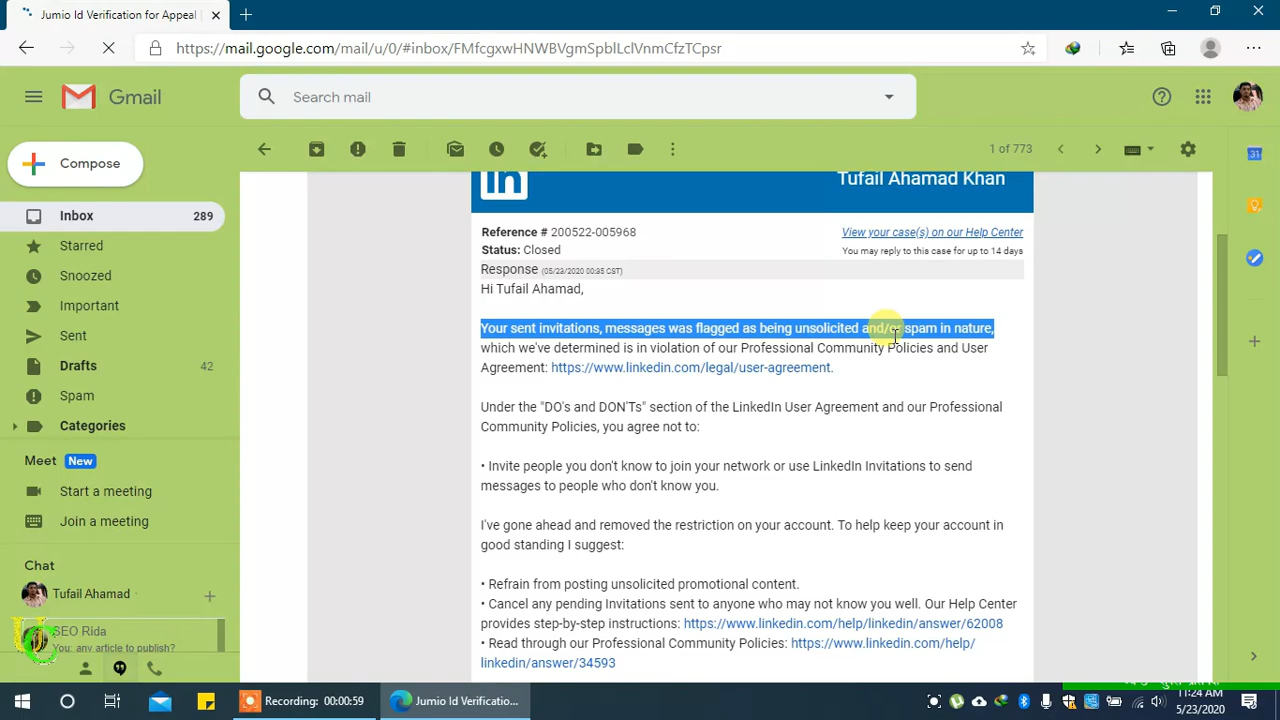 Jumio Id Verification for Appeal
https://mail.google.com/mail/u/0/#inbox/FMfcgxwHNWBVgmSpblLclVnmCfzTCpsr
Gmail
Search mail
Compose
1 of 773
Inbox 289
Starred
Snoozed
Important
Sent
Drafts 42
Spam
Categories
Meet New
Start a meeting
Join a meeting
Chat
Tufail Ahamad
SEO Rida
You: any article to publish?
in
Tufail Ahamad Khan
Reference # 200522-005968
View your case(s) on our Help Center
Status: Closed
You may reply to this case for up to 14 days
Response (05/23/2020 00:35 CST)
Hi Tufail Ahamad,
Your sent invitations, messages was flagged as being unsolicited and/or spam in nature,
which we've determined is in violation of our Professional Community Policies and User
Agreement: https://www.linkedin.com/legal/user-agreement.
Under the "DO's and DON'Ts" section of the LinkedIn User Agreement and our Professional
Community Policies, you agree not to:
• Invite people you don't know to join your network or use LinkedIn Invitations to send
messages to people who don't know you.
I've gone ahead and removed the restriction on your account. To help keep your account in
good standing I suggest:
• Refrain from posting unsolicited promotional content.
• Cancel any pending Invitations sent to anyone who may not know you well. Our Help Center
provides step-by-step instructions: https://www.linkedin.com/help/linkedin/answer/62008
• Read through our Professional Community Policies: https://www.linkedin.com/help/
linkedin/answer/34593
31
Recording: 00:00:59
Jumio Id Verificatio...
11:24 AM
5/23/2020